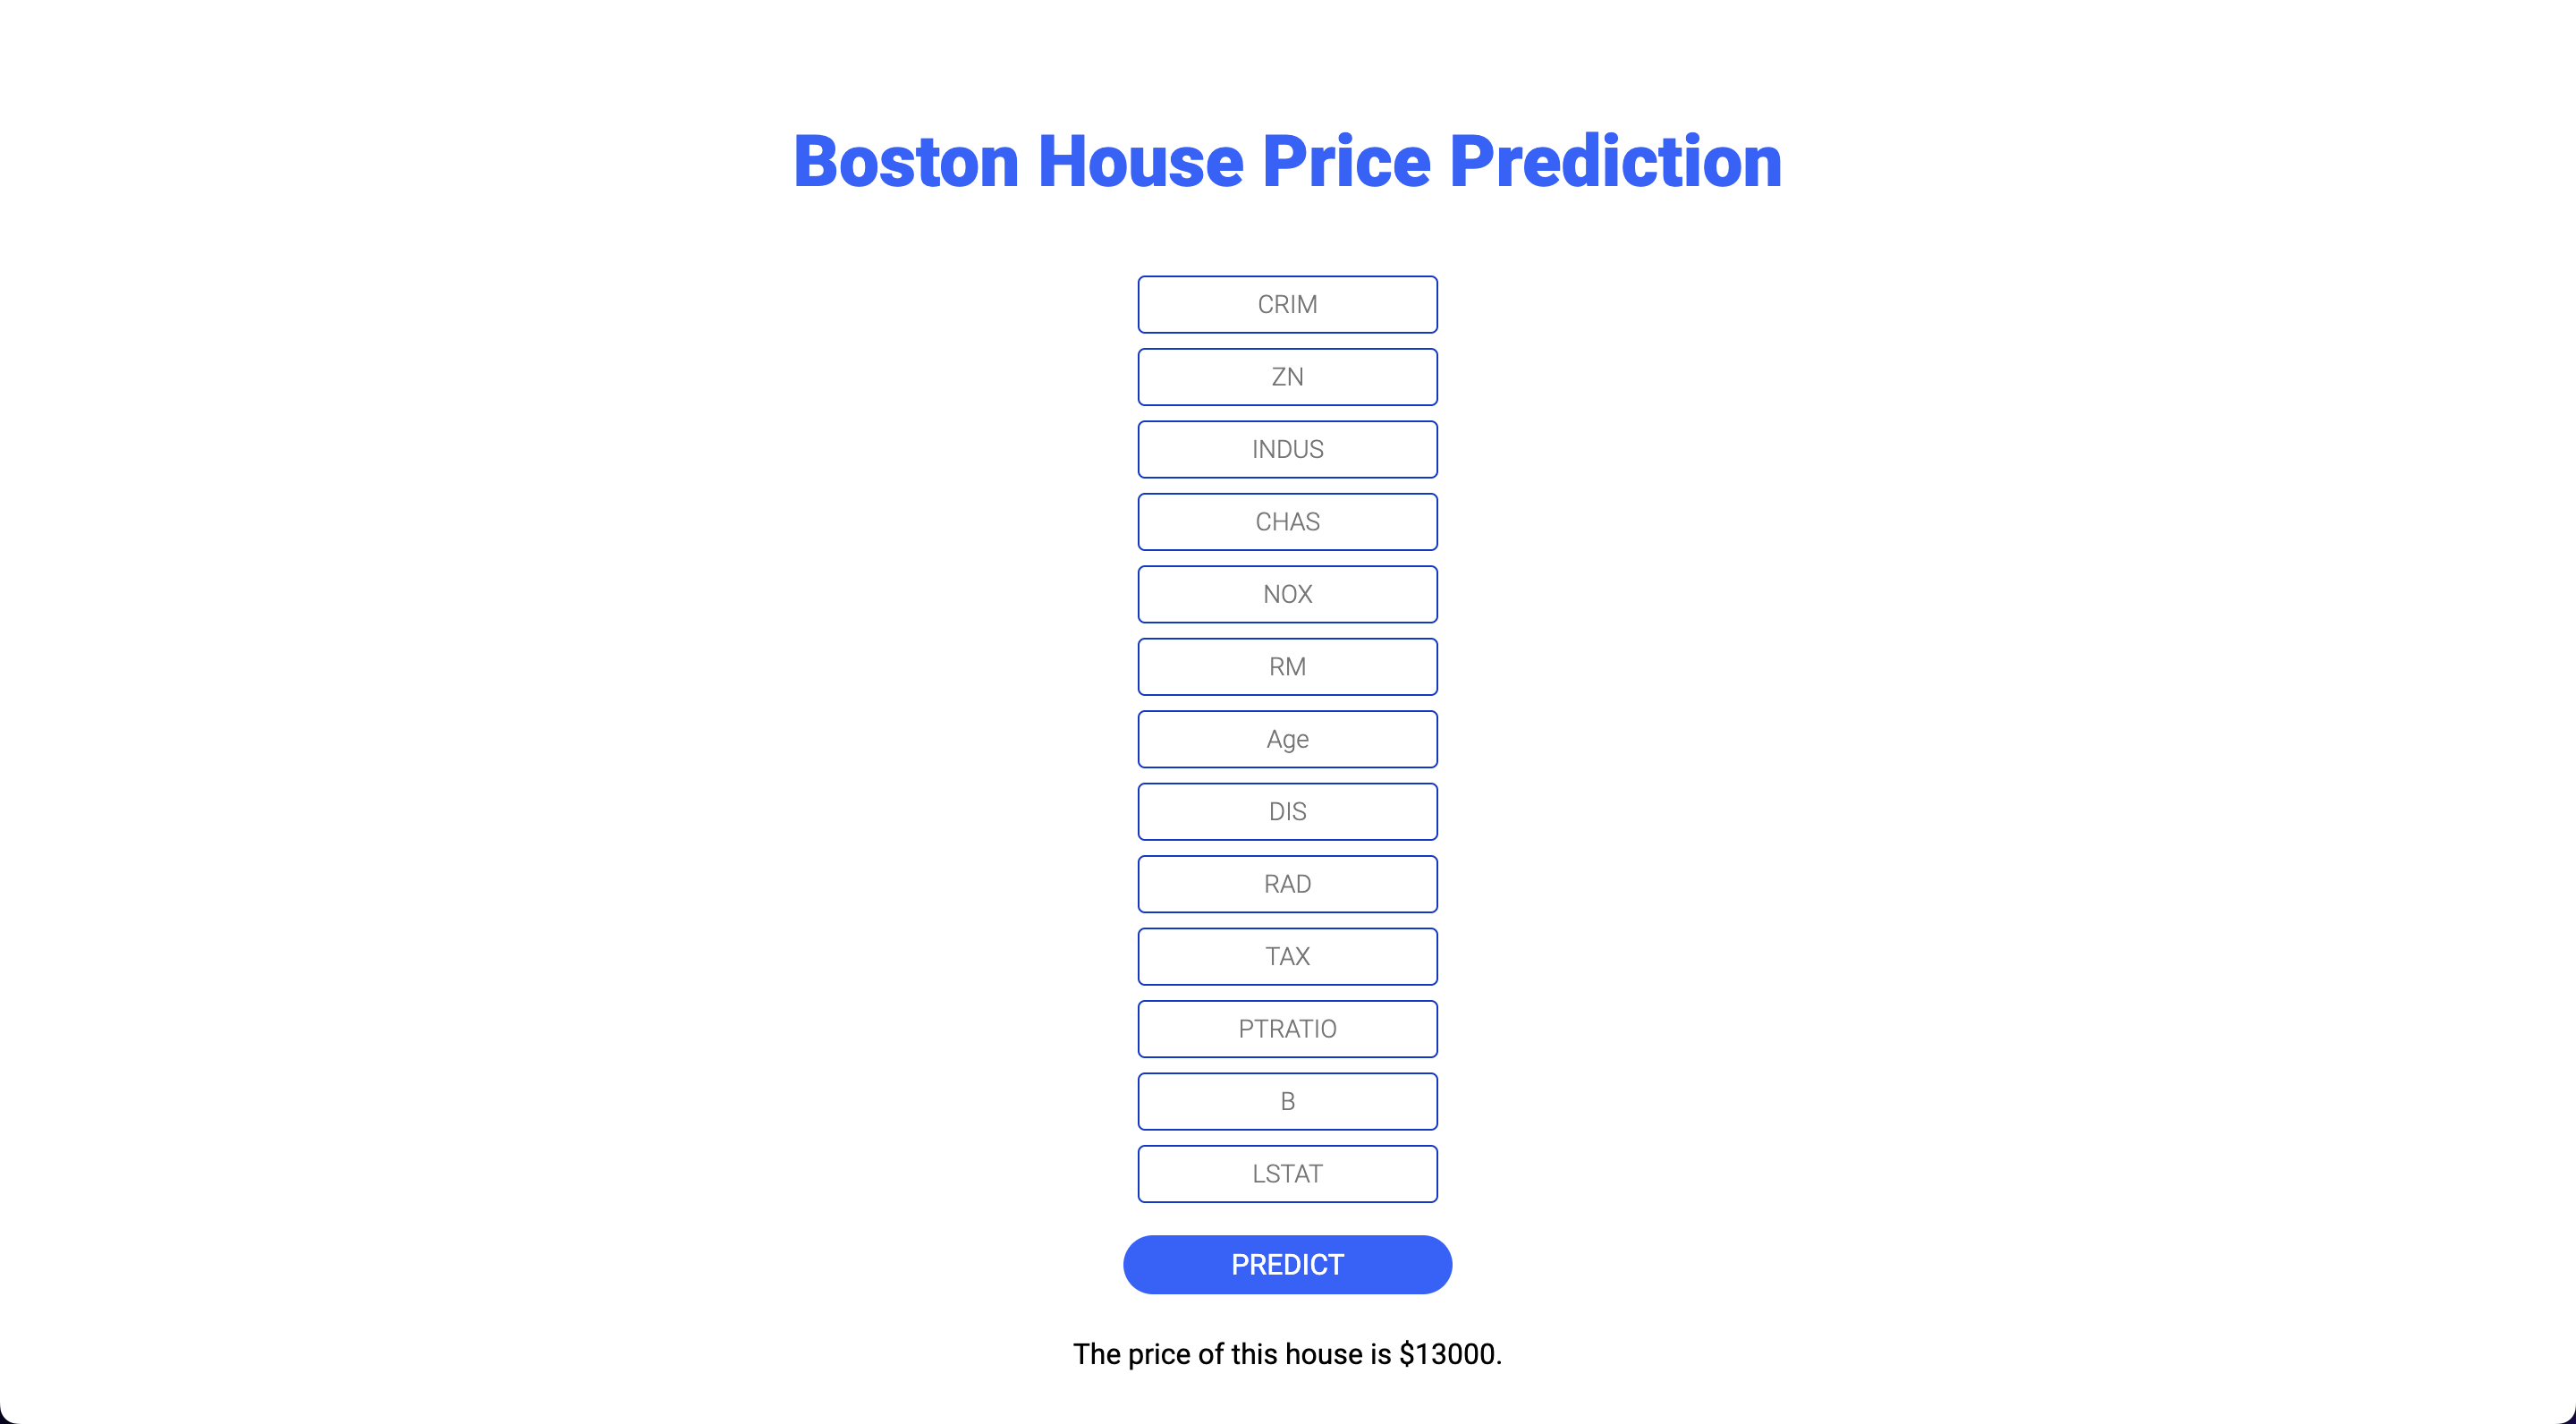 Boston House Price Prediction
CRIM
ZN
INDUS
CHAS
NOX
RM
Age
DIS
RAD
TAX
PTRATIO
B
LSTAT
PREDICT
The price of this house is $13000.